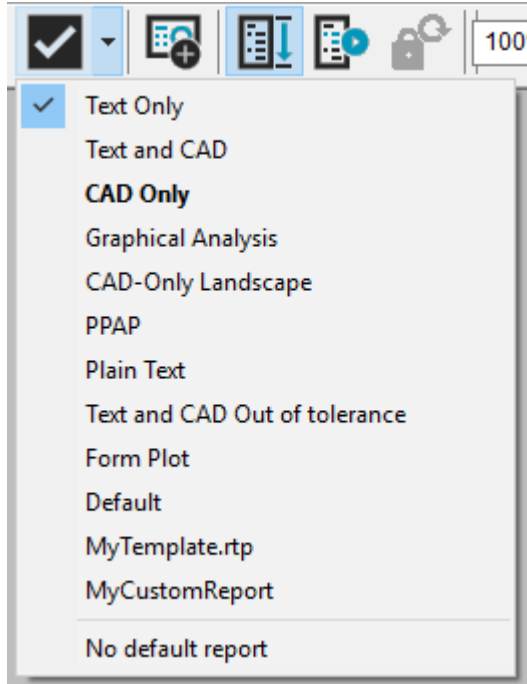 100
Text Only
Text and CAD
CAD Only
Graphical Analysis
CAD-Only Landscape
PPAP
Plain Text
Text and CAD Out of tolerance
Form Plot
Default
MyTemplate.rtp
MyCustomReport
No default report